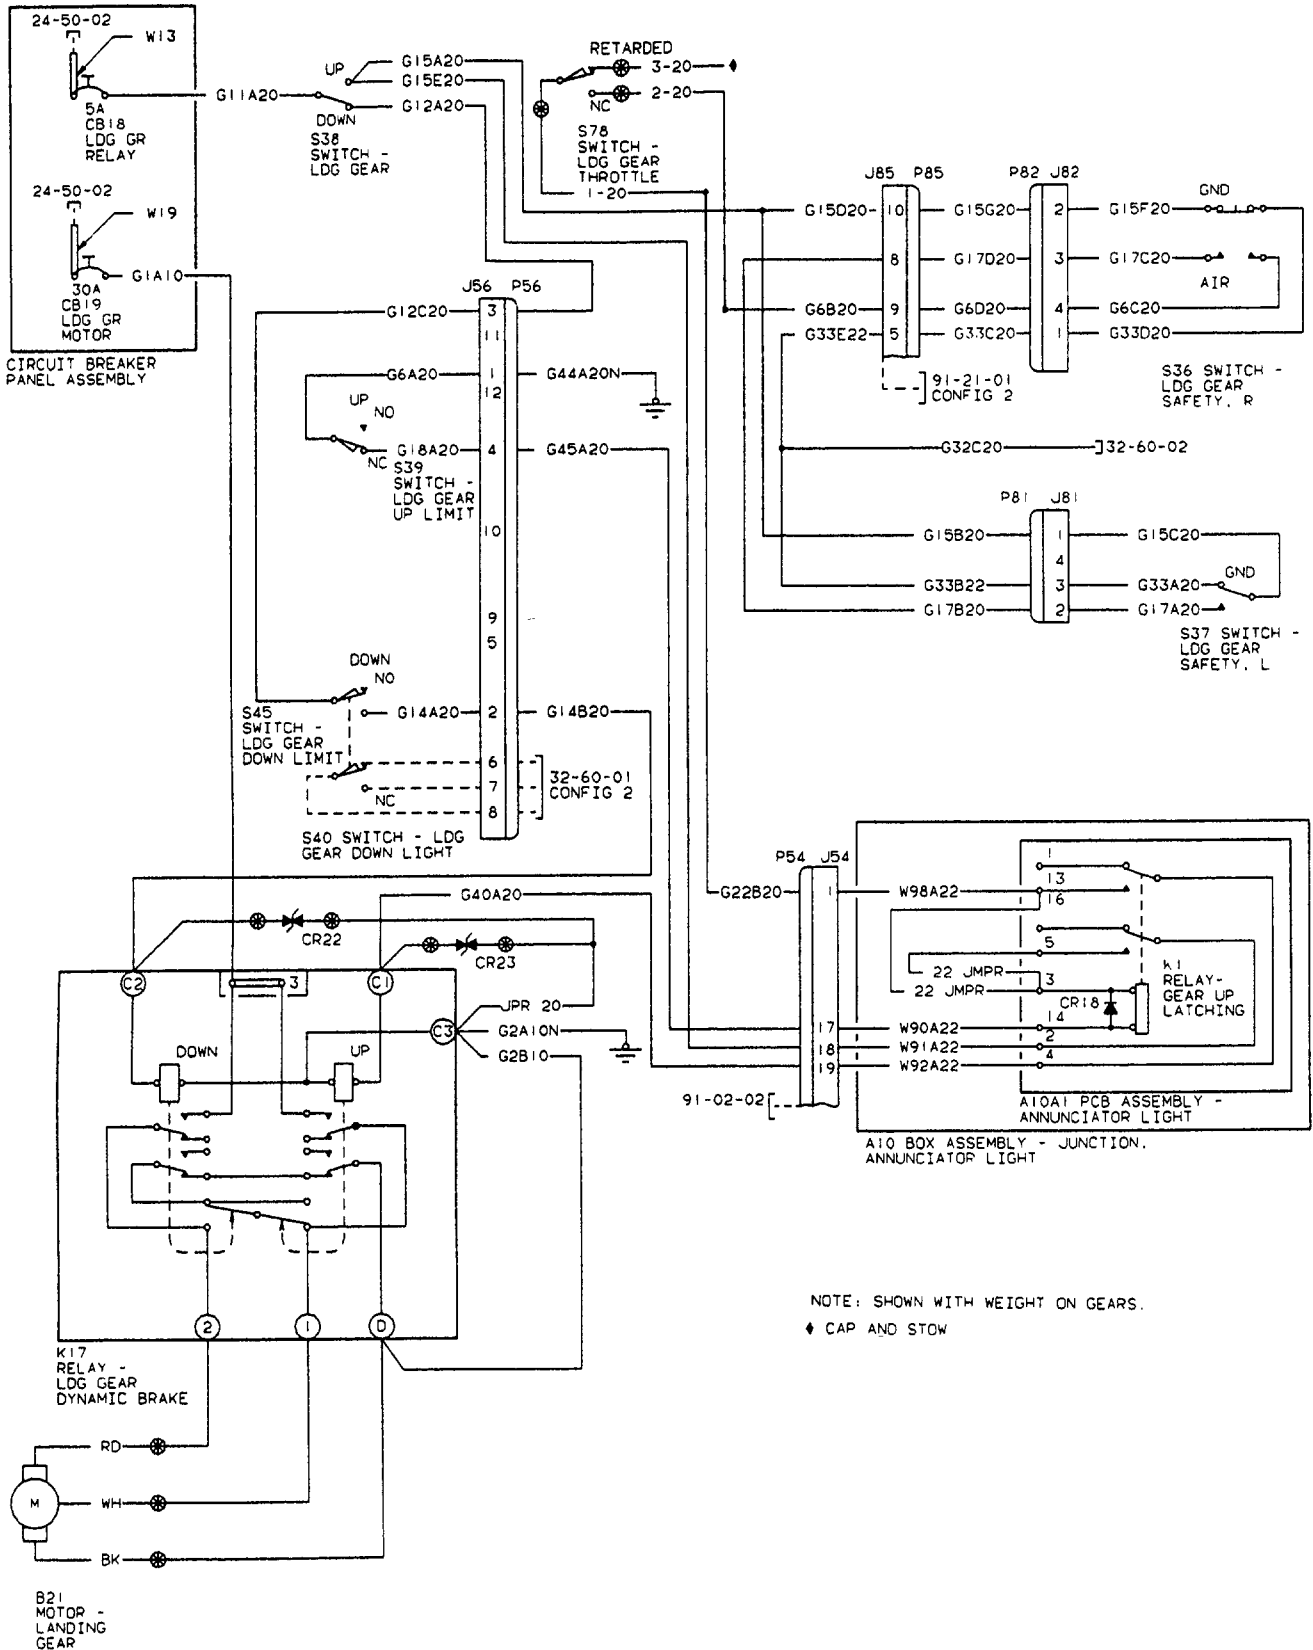 24-50-02
W13
5A
CB18
LDG GR
RELAY
24-50-02
W19
30A
CB19
LDG GR
MOTOR
CIRCUIT BREAKER
PANEL ASSEMBLY
G11A20
G1A10
UP
DOWN
S38
SWITCH -
LDG GEAR
G15A20
G15E20
G12A20
RETARDED
3-20
2-20
NC
S78
SWITCH -
LDG GEAR
THROTTLE
1-20
J85 P85
P82 J82
GND
G15D20 10 G15G20 2 G15F20
8 G17D20 3 G17C20
AIR
G6B20 9 G6D20 4 G6C20
G33E22 5 G33C20 1 G33D20
91-21-01
CONFIG 2
S36 SWITCH -
LDG GEAR
SAFETY, R
G32C20
32-60-02
P81 J81
G15B20 1 G15C20
4
GND
G33B22 3 G33A20
G17B20 2 G17A20
S37 SWITCH -
LDG GEAR
SAFETY, L
J56 P56
G12C20 3
11
G6A20 1 G44A20N
12
UP NO
G18A20 4 G45A20
NC
S39
SWITCH -
LDG GEAR
UP LIMIT
10
9
5
DOWN
NO
G14A20 2 G14B20
S45
SWITCH -
LDG GEAR
DOWN LIMIT
6
7
8
NC
32-60-01
CONFIG 2
S40 SWITCH - LDG
GEAR DOWN LIGHT
G40A20
CR22
CR23
C2
3
C1
JPR 20
C3
G2A10N
G2B10
DOWN
UP
2
1
D
K17
RELAY -
LDG GEAR
DYNAMIC BRAKE
RD
M
WH
BK
B21
MOTOR -
LANDING
GEAR
P54 J54
G22B20 1 W98A22
1
13
16
5
22 JMPR
3
22 JMPR
CR18
K1
RELAY-
GEAR UP
LATCHING
17 W90A22 14
18 W91A22 2
19 W92A22 4
91-02-02
A10A1 PCB ASSEMBLY -
ANNUNCIATOR LIGHT
A10 BOX ASSEMBLY - JUNCTION,
ANNUNCIATOR LIGHT
NOTE: SHOWN WITH WEIGHT ON GEARS.
♦ CAP AND STOW